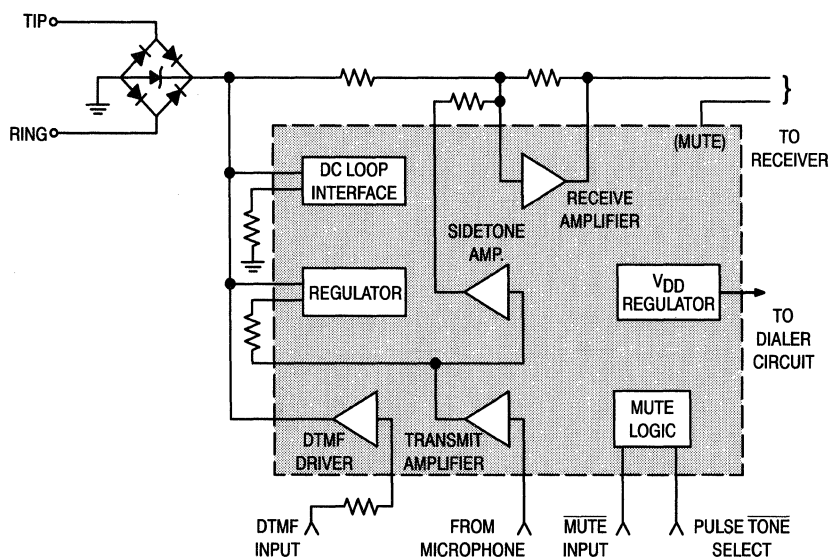 TIP
RING
DC LOOP
INTERFACE
REGULATOR
SIDETONE
AMP.
RECEIVE
AMPLIFIER
(MUTE)
TO
RECEIVER
VDD
REGULATOR
TO
DIALER
CIRCUIT
MUTE
LOGIC
DTMF
DRIVER
TRANSMIT
AMPLIFIER
DTMF
INPUT
FROM
MICROPHONE
MUTE
INPUT
PULSE TONE
SELECT